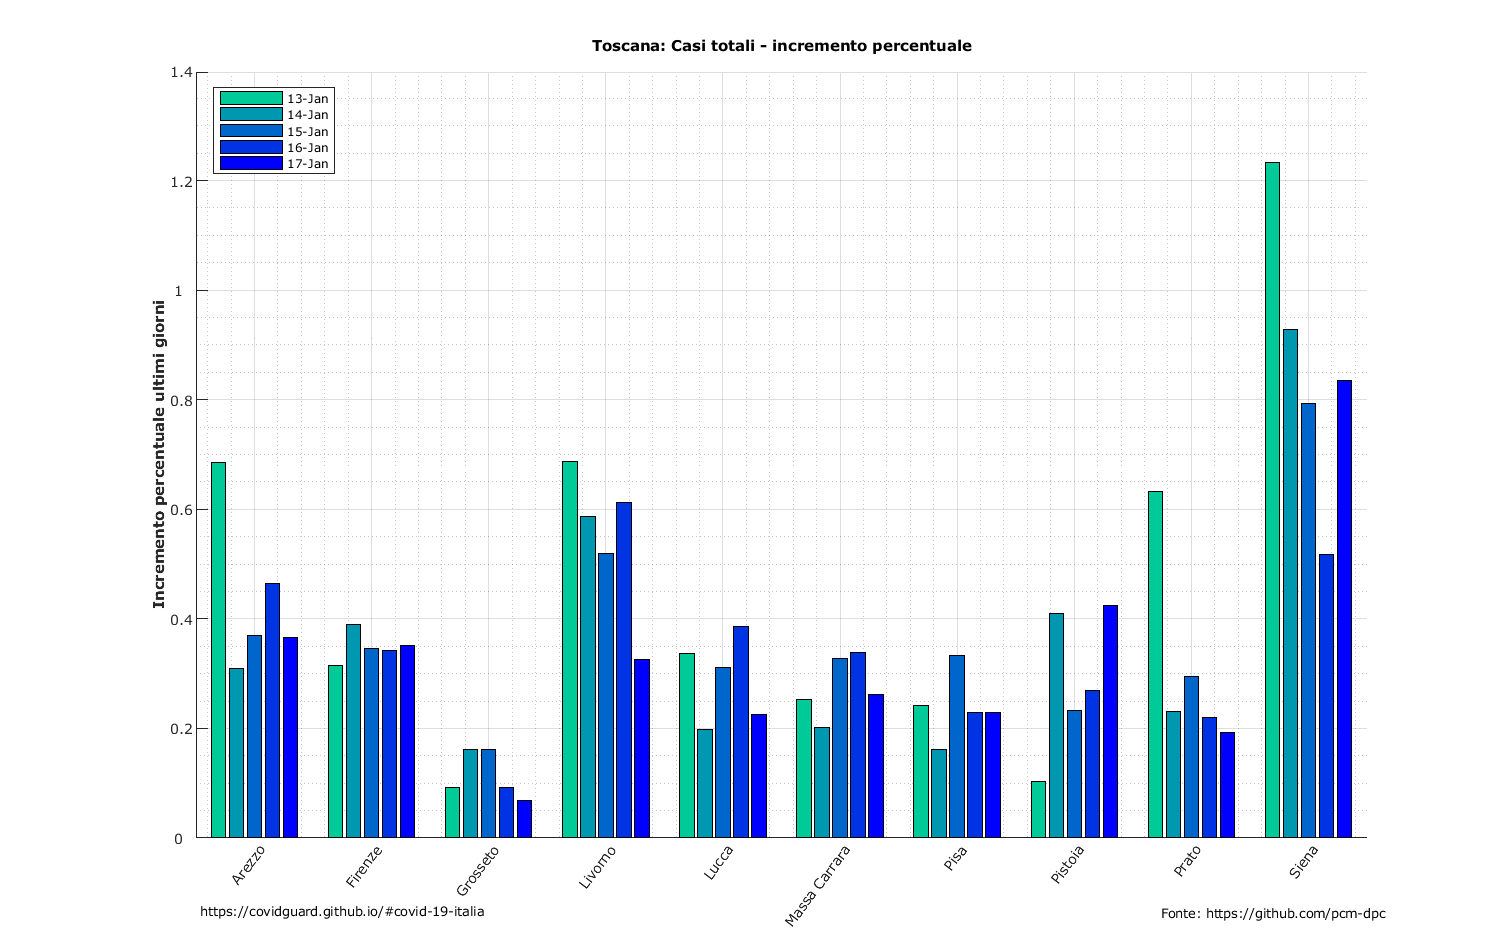 Toscana: Casi totali - incremento percentuale
1.4
1.2
1
0.8
0.6
0.4
0.2
0
Incremento percentuale ultimi giorni
13-Jan
14-Jan
15-Jan
16-Jan
17-Jan
Arezzo
Firenze
Grosseto
Livorno
Lucca
Massa Carrara
Pisa
Pistoia
Prato
Siena
https://covidguard.github.io/#covid-19-italia
Fonte: https://github.com/pcm-dpc